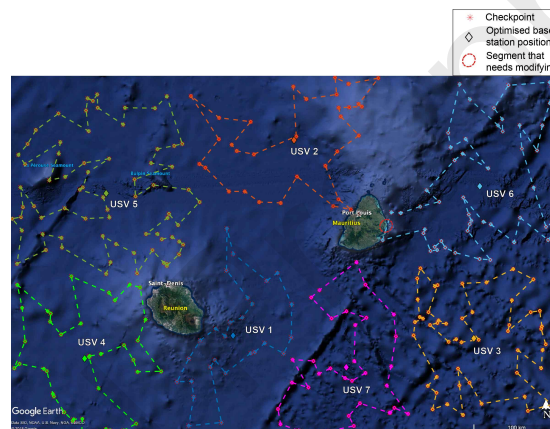 Checkpoint
Optimised base
station position
Segment that
needs modifyin
USV 2
USV 5
USV 6
Port Louis
Mauritius
Saint-Denis
Reunion
USV 4
USV 1
USV 3
USV 7
Google Earth
100 km